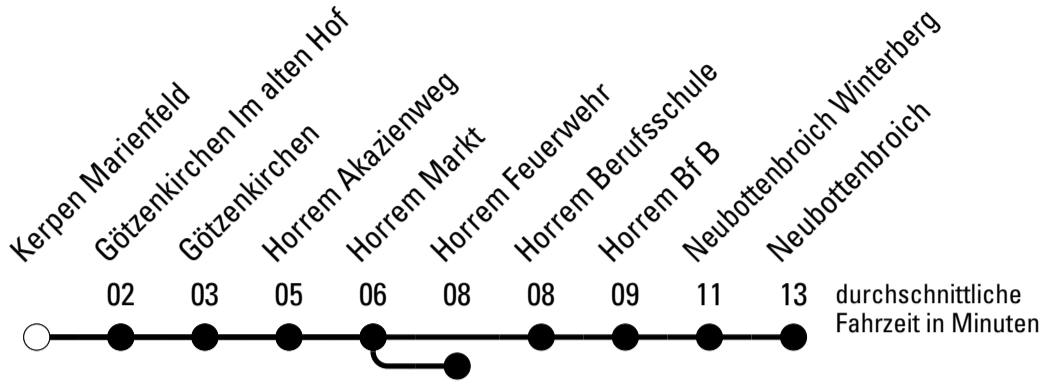 Kerpen Marienfeld
Götzenkirchen Im alten Hof
Götzenkirchen
Horrem Akazienweg
Horrem Markt
Horrem Feuerwehr
Horrem Berufsschule
Horrem Bf B
Neubottenbroich Winterberg
Neubottenbroich
02 03 05 06 08 08 09 11 13
durchschnittliche
Fahrzeit in Minuten